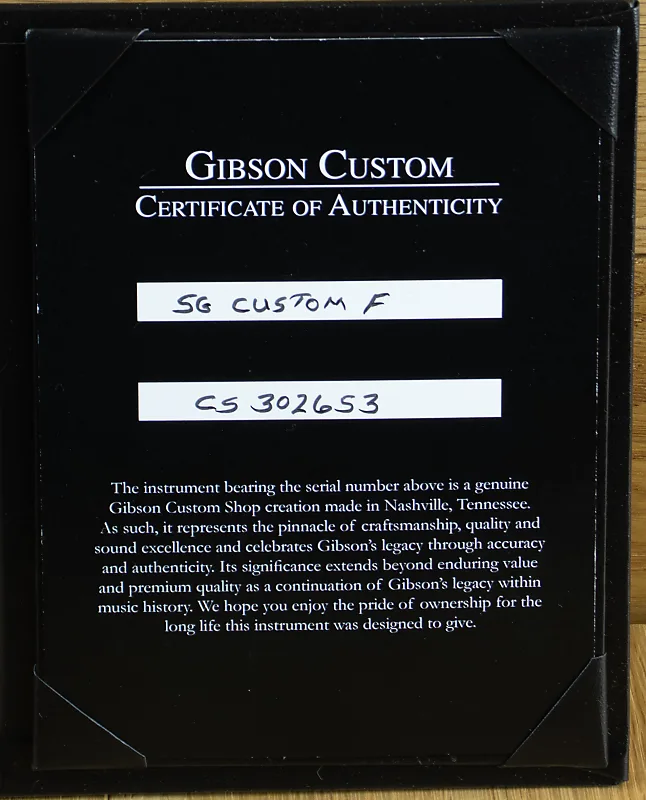 GIBSON CUSTOM
CERTIFICATE OF AUTHENTICITY
SG CUSTOM F
CS 302653
The instrument bearing the serial number above is a genuine
Gibson Custom Shop creation made in Nashville, Tennessee.
As such, it represents the pinnacle of craftsmanship, quality and
sound excellence and celebrates Gibson's legacy through accuracy
and authenticity. Its significance extends beyond enduring value
and premium quality as a continuation of Gibson's legacy within
music history. We hope you enjoy the pride of ownership for the
long life this instrument was designed to give.